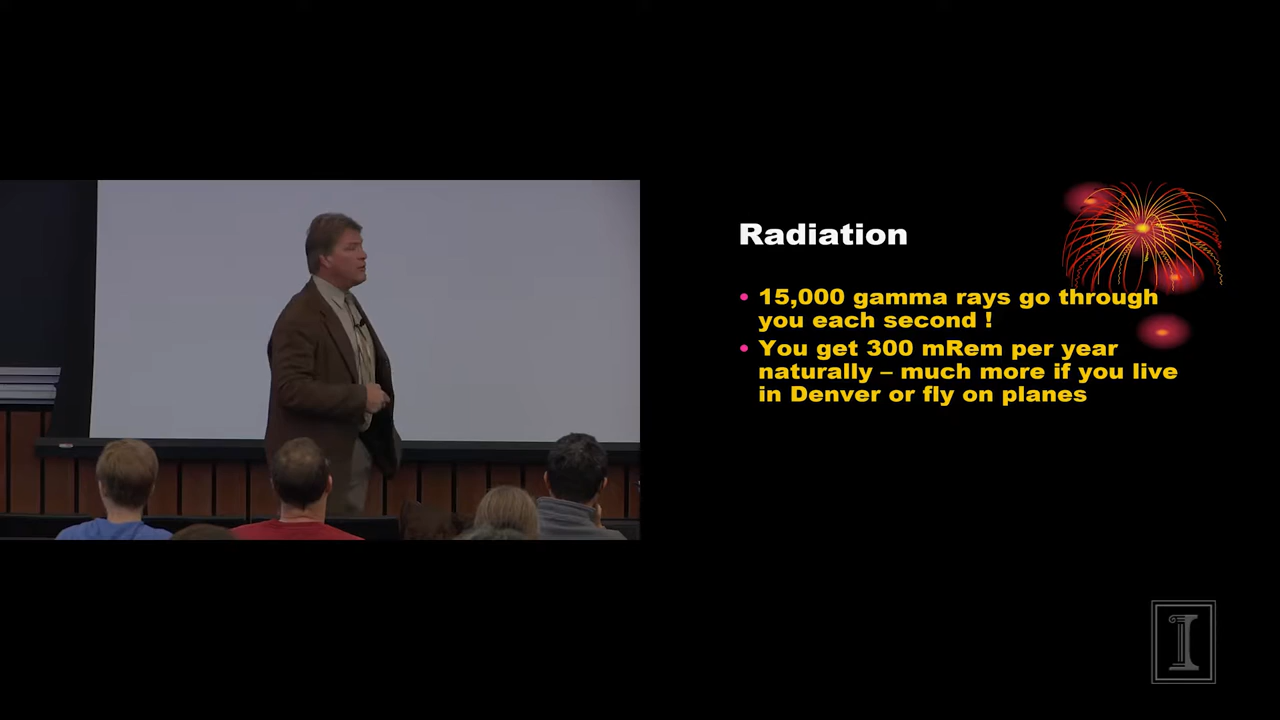 Radiation
• 15,000 gamma rays go through
you each second !
• You get 300 mRem per year
naturally – much more if you live
in Denver or fly on planes
I